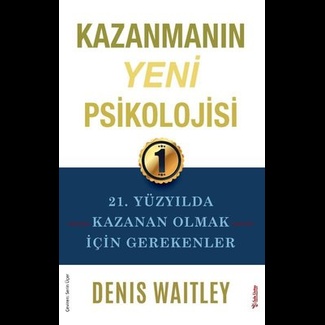 KAZANMANIN
YENİ
PSİKOLOJİSİ
1
21. YÜZYILDA
KAZANAN OLMAK
İÇİN GEREKENLER
DENIS WAITLEY